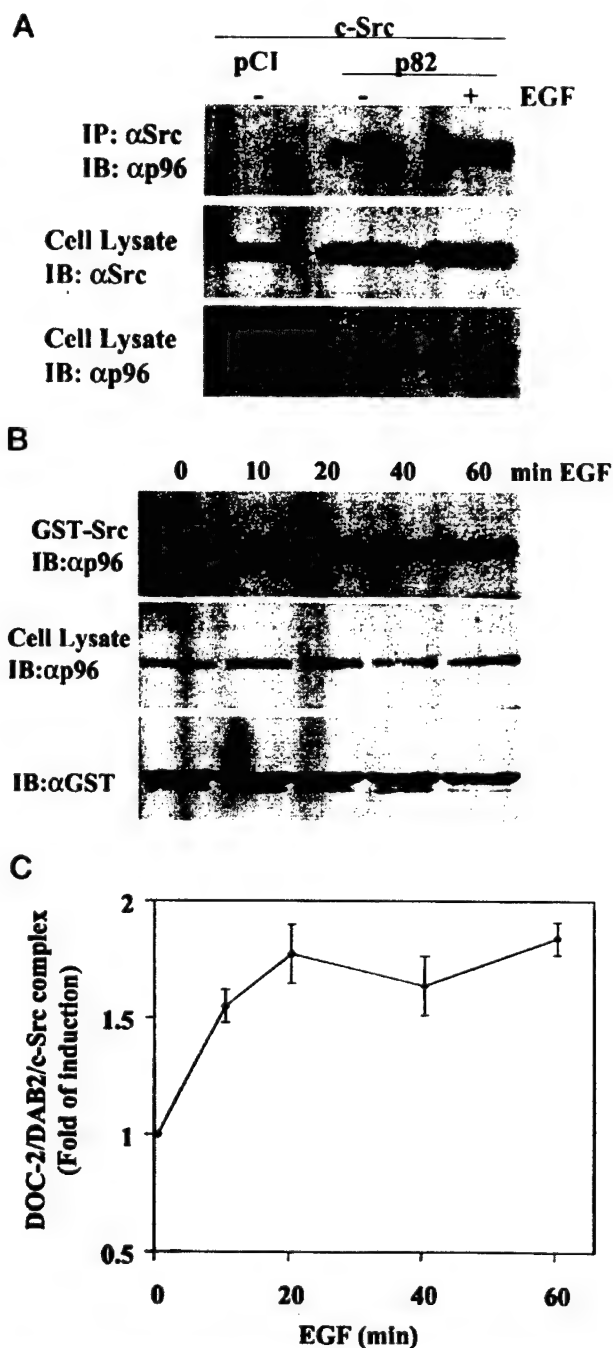 A
c-Src
pCI p82
- - + EGF
IP: αSrc
IB: αp96
Cell Lysate
IB: αSrc
Cell Lysate
IB: αp96
B
0 10 20 40 60 min EGF
GST-Src
IB:αp96
Cell Lysate
IB:αp96
IB:αGST
C
DOC-2/DAB2/c-Src complex
(Fold of induction)
2
1.5
1
0.5
0 20 40 60
EGF (min)